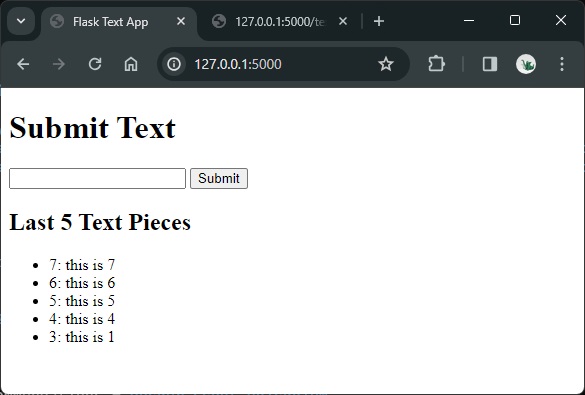 Flask Text App
127.0.0.1:5000/te
127.0.0.1:5000
Submit Text
Submit
Last 5 Text Pieces
7: this is 7
6: this is 6
5: this is 5
4: this is 4
3: this is 1